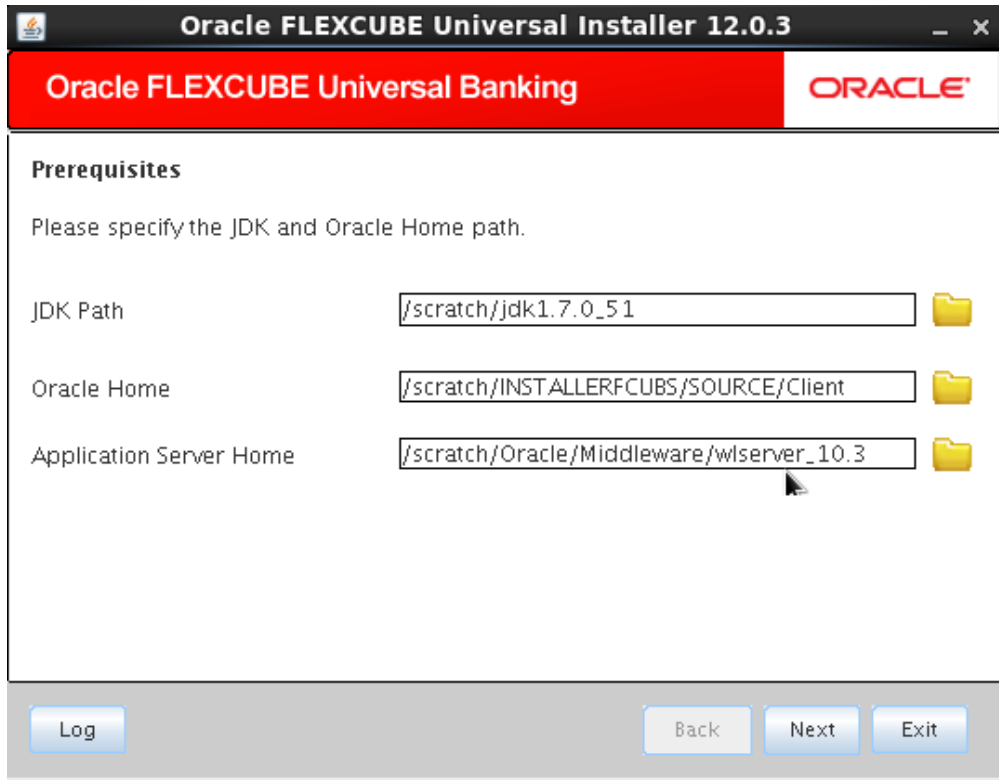 Oracle FLEXCUBE Universal Installer 12.0.3
Oracle FLEXCUBE Universal Banking
ORACLE
Prerequisites
Please specify the JDK and Oracle Home path.
JDK Path /scratch/jdk1.7.0_51
Oracle Home /scratch/INSTALLERFCUBS/SOURCE/Client
Application Server Home /scratch/Oracle/Middleware/wlserver_10.3
Log Back Next Exit